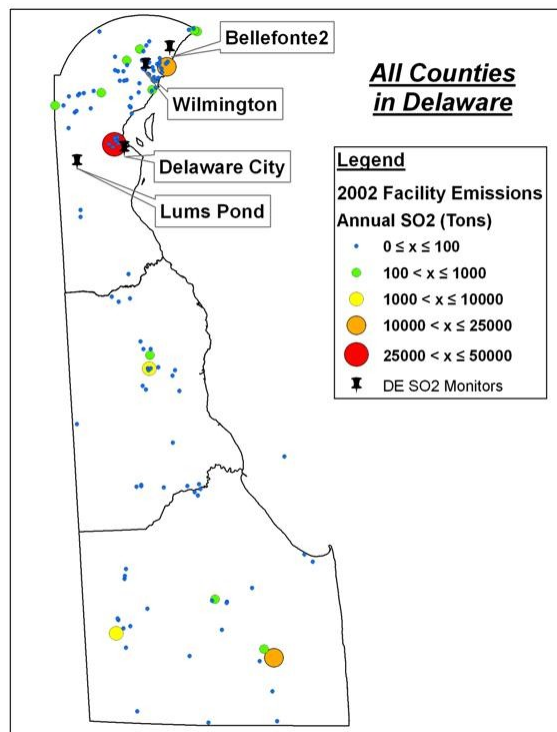 Bellefonte2
All Counties
in Delaware
Wilmington
Delaware City
Lums Pond
Legend
2002 Facility Emissions
Annual SO2 (Tons)
0 ≤ x ≤ 100
100 < x ≤ 1000
1000 < x ≤ 10000
10000 < x ≤ 25000
25000 < x ≤ 50000
DE SO2 Monitors